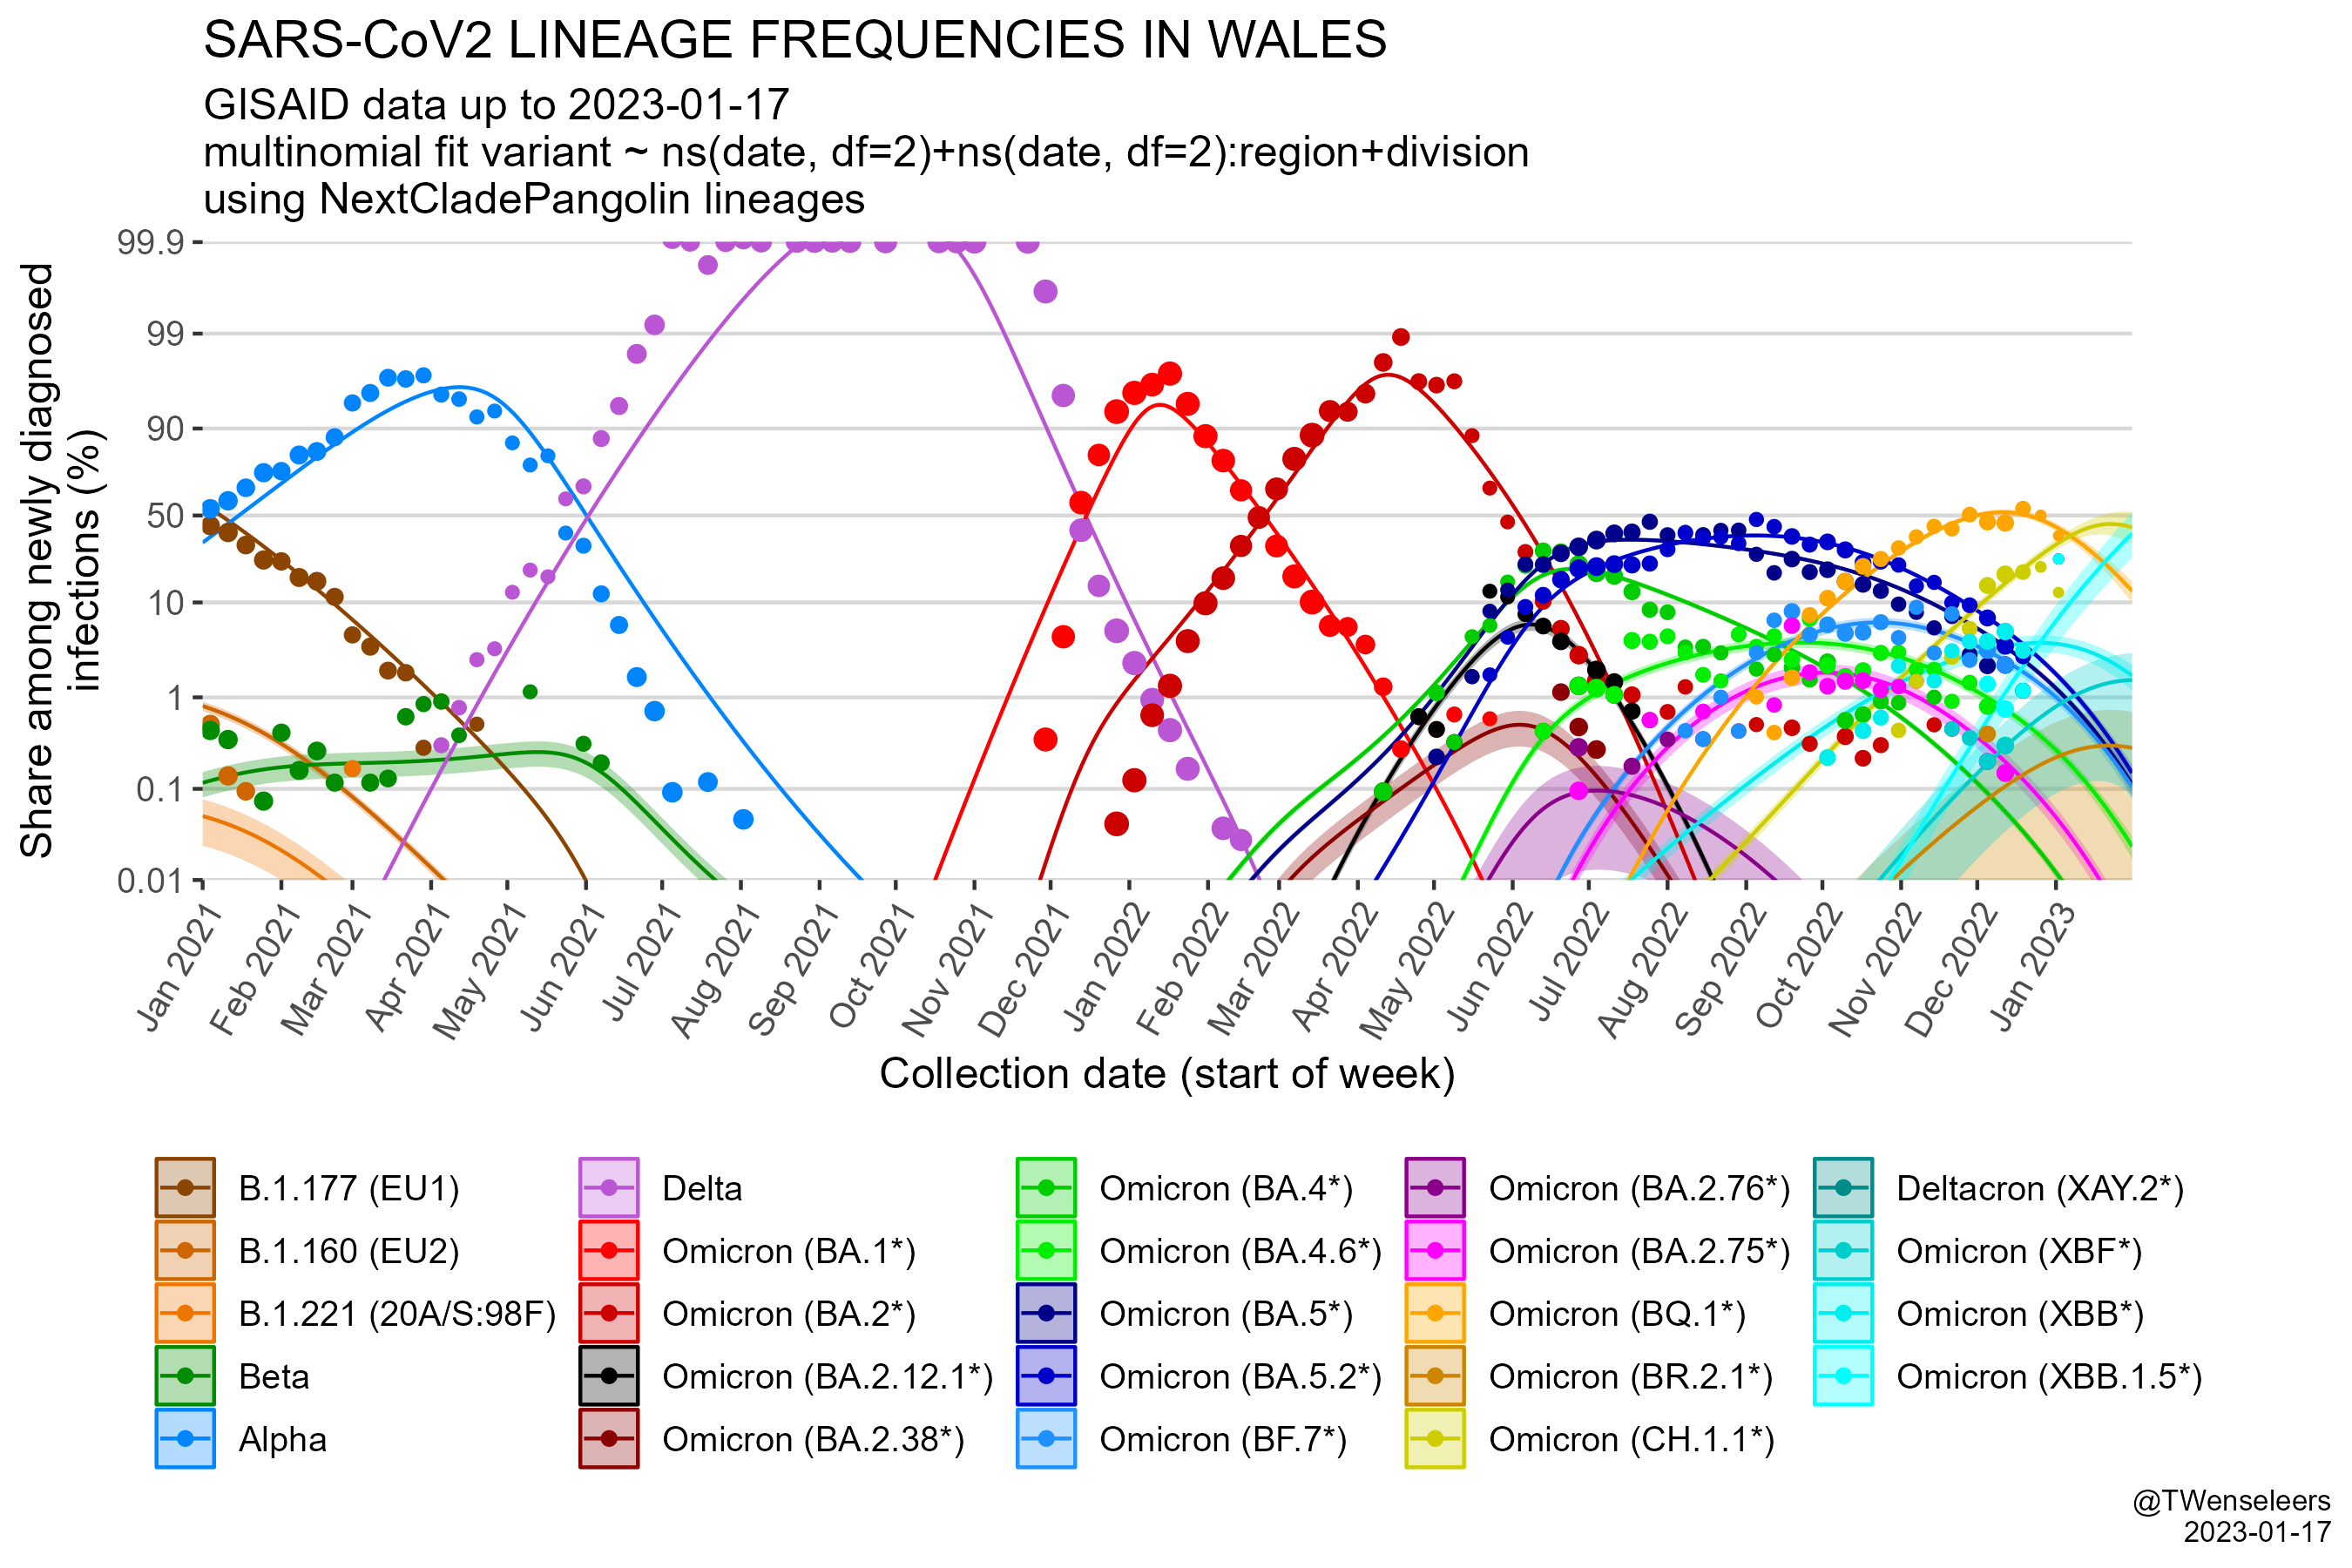 SARS-CoV2 LINEAGE FREQUENCIES IN WALES
GISAID data up to 2023-01-17
multinomial fit variant ~ ns(date, df=2)+ns(date, df=2):region+division
using NextCladePangolin lineages
Share among newly diagnosed
infections (%)
99.9
99
90
50
10
1
0.1
0.01
Jan 2021
Feb 2021
Mar 2021
Apr 2021
May 2021
Jun 2021
Jul 2021
Aug 2021
Sep 2021
Oct 2021
Nov 2021
Dec 2021
Jan 2022
Feb 2022
Mar 2022
Apr 2022
May 2022
Jun 2022
Jul 2022
Aug 2022
Sep 2022
Oct 2022
Nov 2022
Dec 2022
Jan 2023
Collection date (start of week)
B.1.177 (EU1)
B.1.160 (EU2)
B.1.221 (20A/S:98F)
Beta
Alpha
Delta
Omicron (BA.1*)
Omicron (BA.2*)
Omicron (BA.2.12.1*)
Omicron (BA.2.38*)
Omicron (BA.4*)
Omicron (BA.4.6*)
Omicron (BA.5*)
Omicron (BA.5.2*)
Omicron (BF.7*)
Omicron (BA.2.76*)
Omicron (BA.2.75*)
Omicron (BQ.1*)
Omicron (BR.2.1*)
Omicron (CH.1.1*)
Deltacron (XAY.2*)
Omicron (XBF*)
Omicron (XBB*)
Omicron (XBB.1.5*)
@TWenseleers
2023-01-17